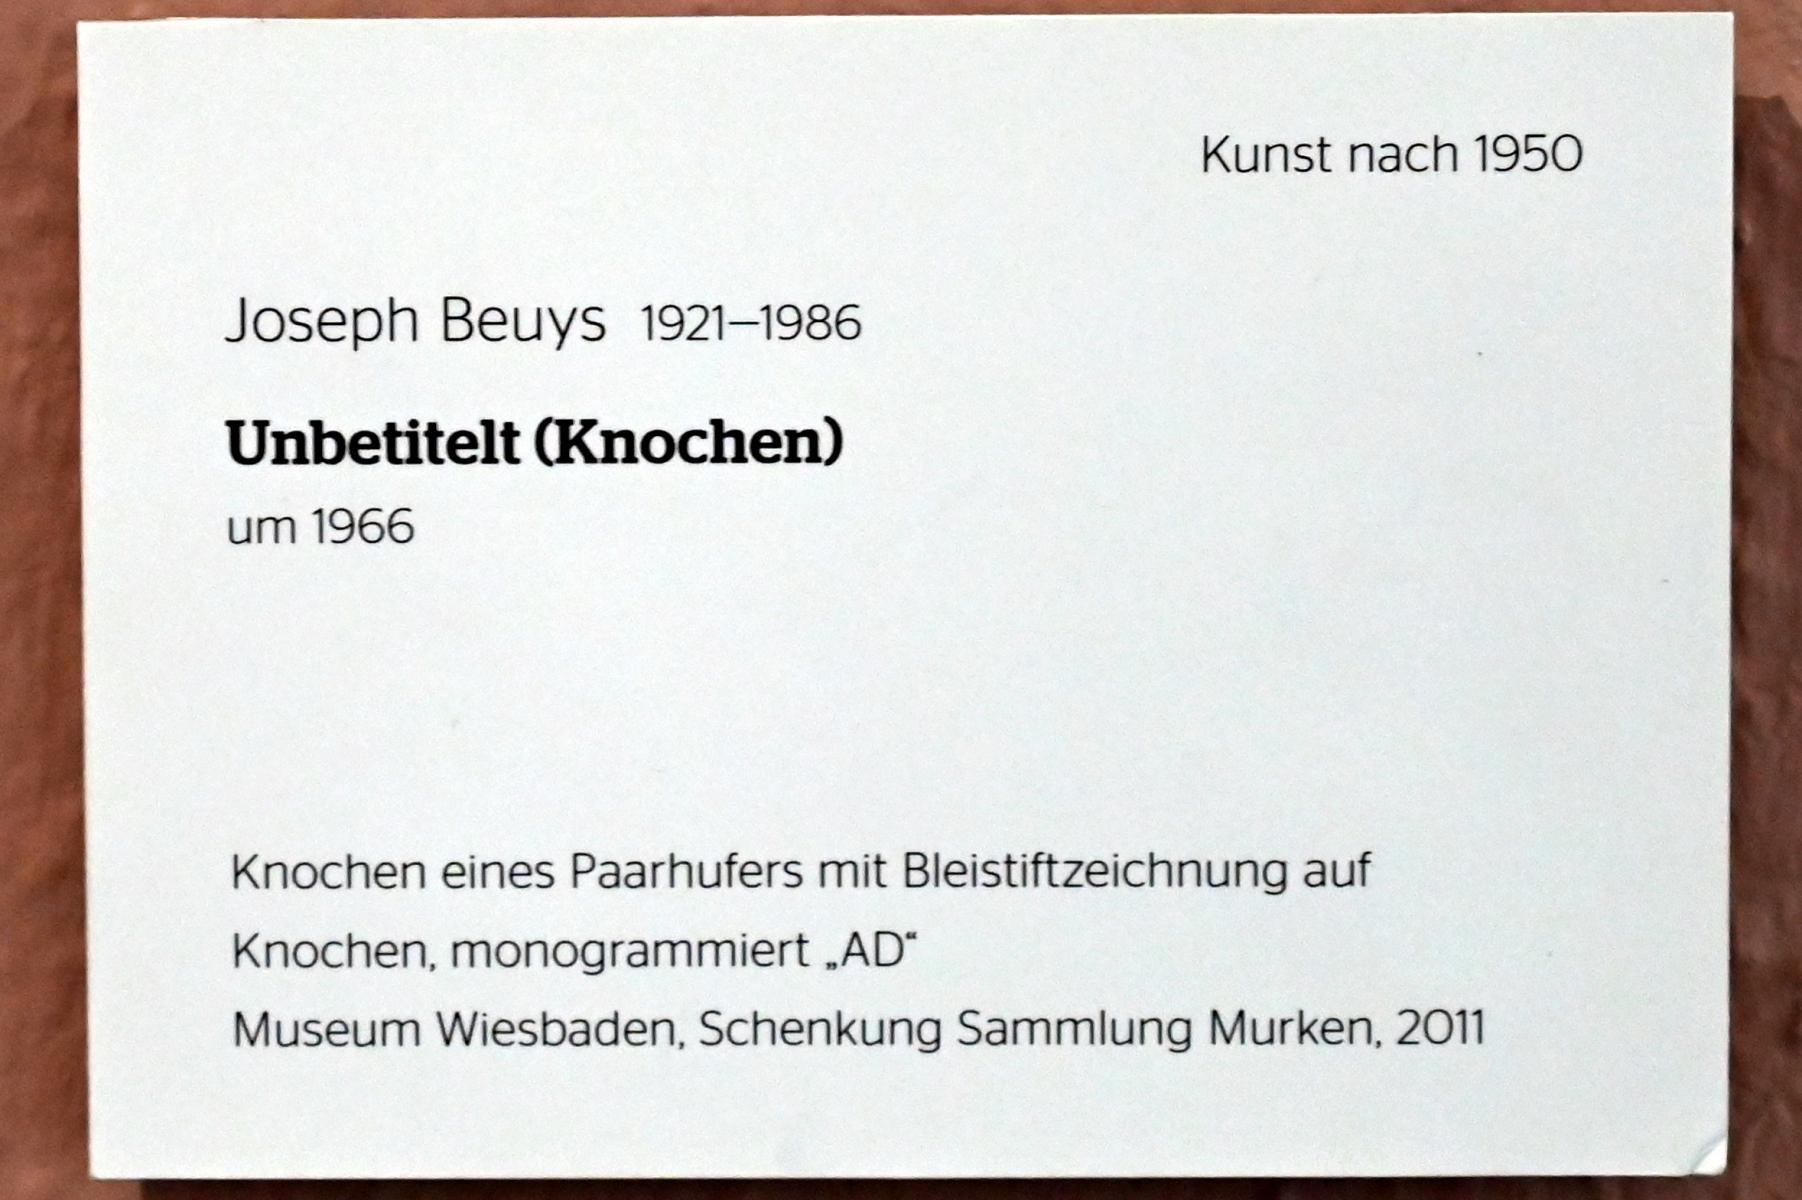 Kunst nach 1950
Joseph Beuys 1921–1986
Unbetitelt (Knochen)
um 1966
Knochen eines Paarhufers mit Bleistiftzeichnung auf
Knochen, monogrammiert „AD“
Museum Wiesbaden, Schenkung Sammlung Murken, 2011